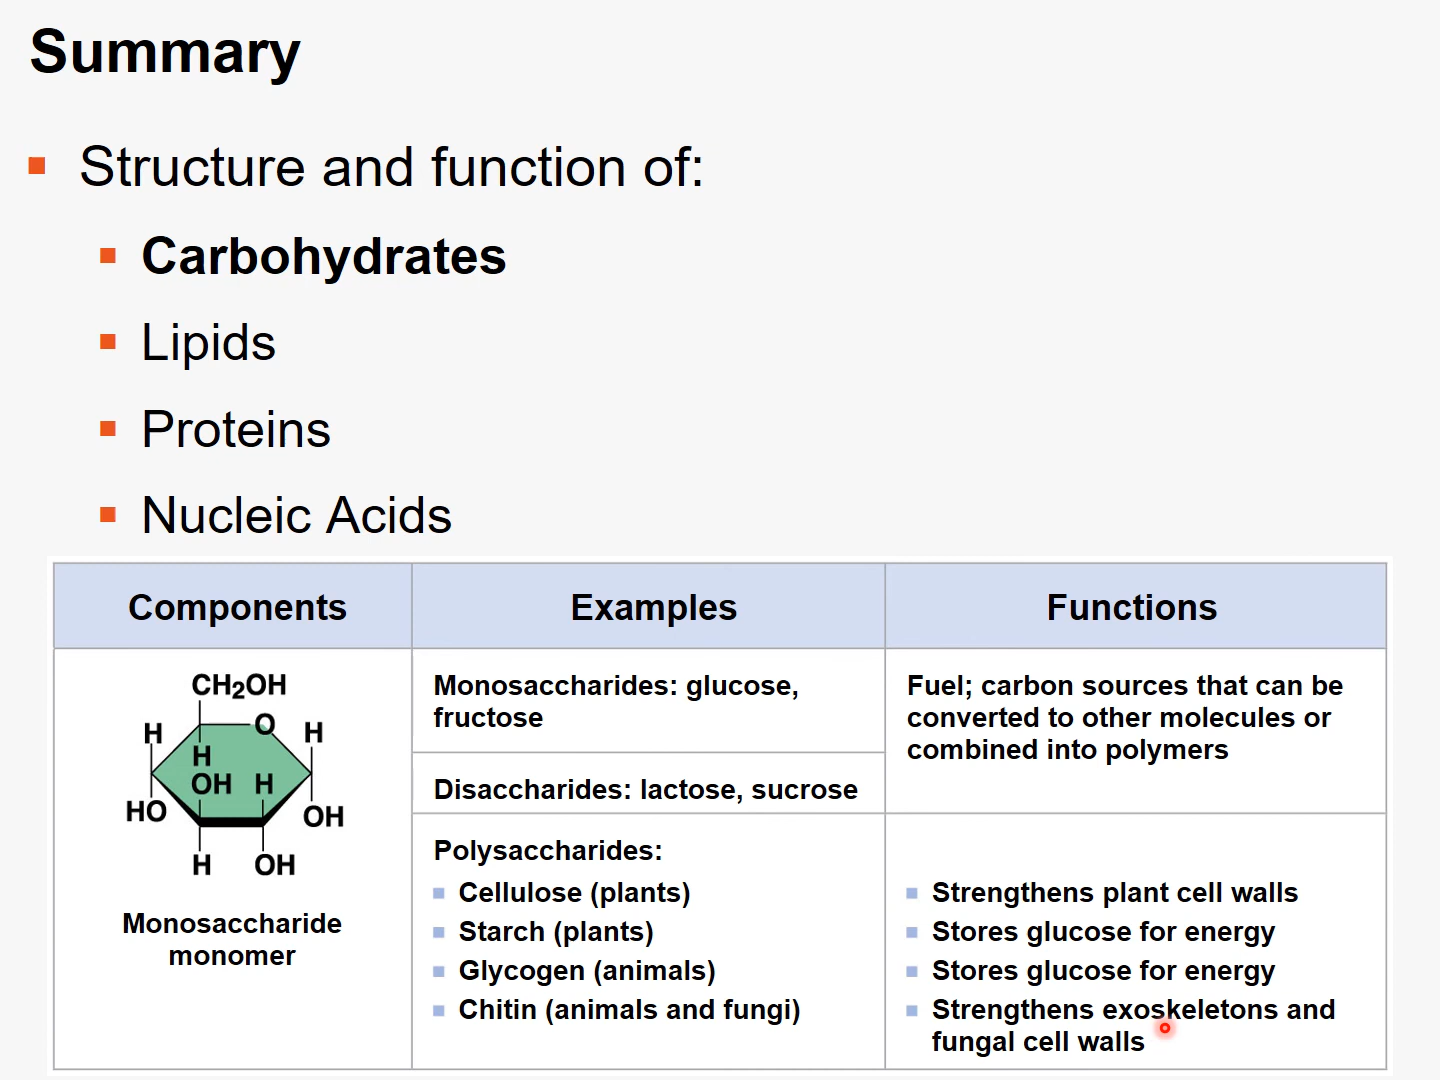 Summary
Structure and function of:
Carbohydrates
Lipids
Proteins
Nucleic Acids
Components Examples Functions
CH₂OH
H O H
H
OH H
HO OH
H OH
Monosaccharide
monomer
Monosaccharides: glucose,
fructose
Disaccharides: lactose, sucrose
Polysaccharides:
Cellulose (plants)
Starch (plants)
Glycogen (animals)
Chitin (animals and fungi)
Fuel; carbon sources that can be
converted to other molecules or
combined into polymers
Strengthens plant cell walls
Stores glucose for energy
Stores glucose for energy
Strengthens exoskeletons and
fungal cell walls